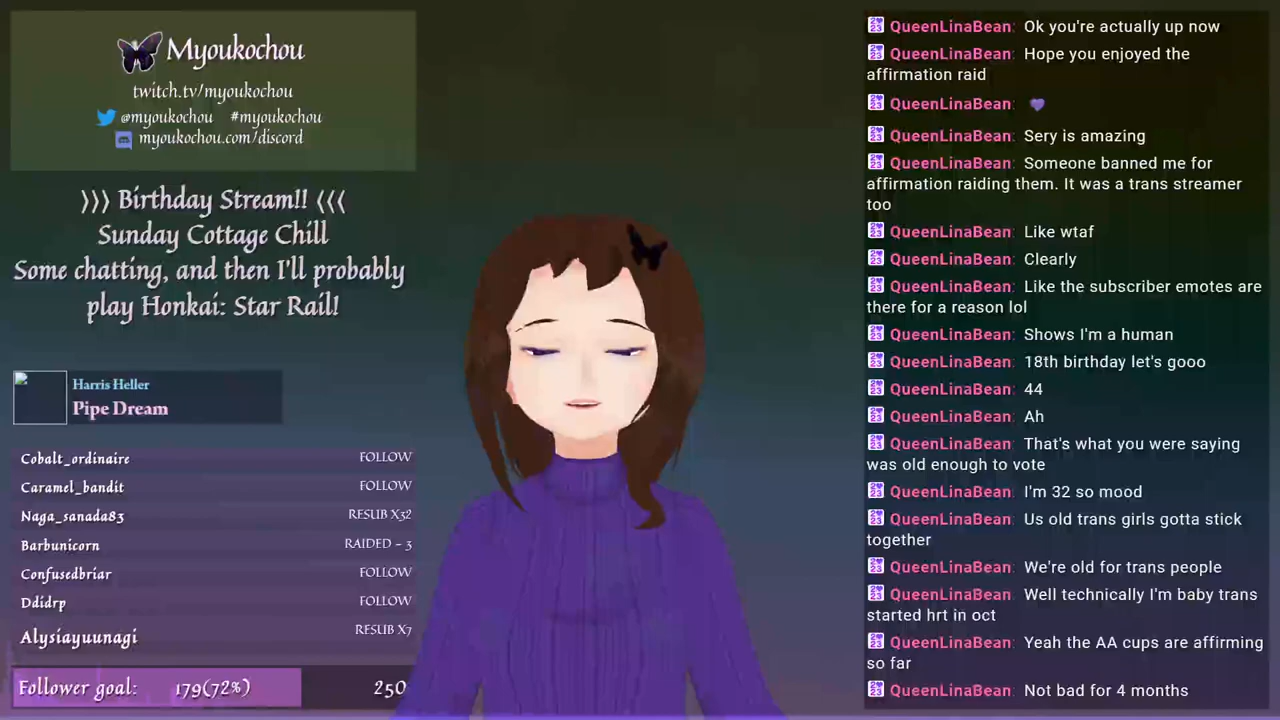 Myoukochou
twitch.tv/myoukochou
@myoukochou #myoukochou
myoukochou.com/discord
⟩⟩⟩ Birthday Stream!! ⟨⟨⟨
Sunday Cottage Chill
Some chatting, and then I'll probably
play Honkai: Star Rail!
Harris Heller
Pipe Dream
Cobalt_ordinaire FOLLOW
Caramel_bandit FOLLOW
Naga_sanada83 RESUB X32
Barbunicorn RAIDED - 3
Confusedbriar FOLLOW
Ddidrp FOLLOW
Alysiayuunagi RESUB X7
Follower goal: 179(72%) 250
QueenLinaBean: Ok you're actually up now
QueenLinaBean: Hope you enjoyed the
affirmation raid
QueenLinaBean: 💜
QueenLinaBean: Sery is amazing
QueenLinaBean: Someone banned me for
affirmation raiding them. It was a trans streamer
too
QueenLinaBean: Like wtaf
QueenLinaBean: Clearly
QueenLinaBean: Like the subscriber emotes are
there for a reason lol
QueenLinaBean: Shows I'm a human
QueenLinaBean: 18th birthday let's gooo
QueenLinaBean: 44
QueenLinaBean: Ah
QueenLinaBean: That's what you were saying
was old enough to vote
QueenLinaBean: I'm 32 so mood
QueenLinaBean: Us old trans girls gotta stick
together
QueenLinaBean: We're old for trans people
QueenLinaBean: Well technically I'm baby trans
started hrt in oct
QueenLinaBean: Yeah the AA cups are affirming
so far
QueenLinaBean: Not bad for 4 months